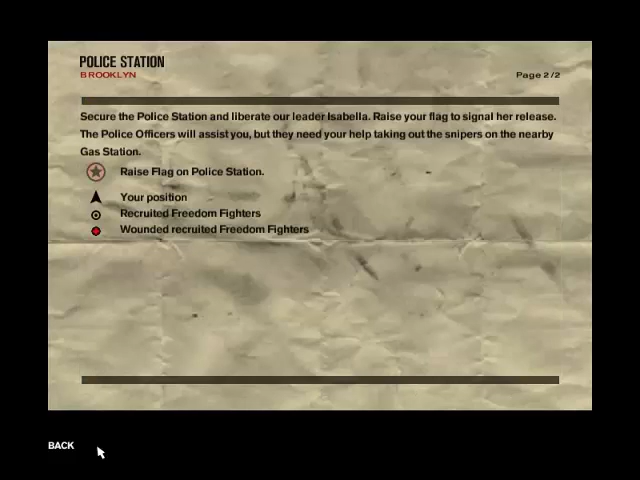 POLICE STATION
BROOKLYN
Page 2/2
Secure the Police Station and liberate our leader Isabella. Raise your flag to signal her release.
The Police Officers will assist you, but they need your help taking out the snipers on the nearby
Gas Station.
Raise Flag on Police Station.
Your position
Recruited Freedom Fighters
Wounded recruited Freedom Fighters
BACK